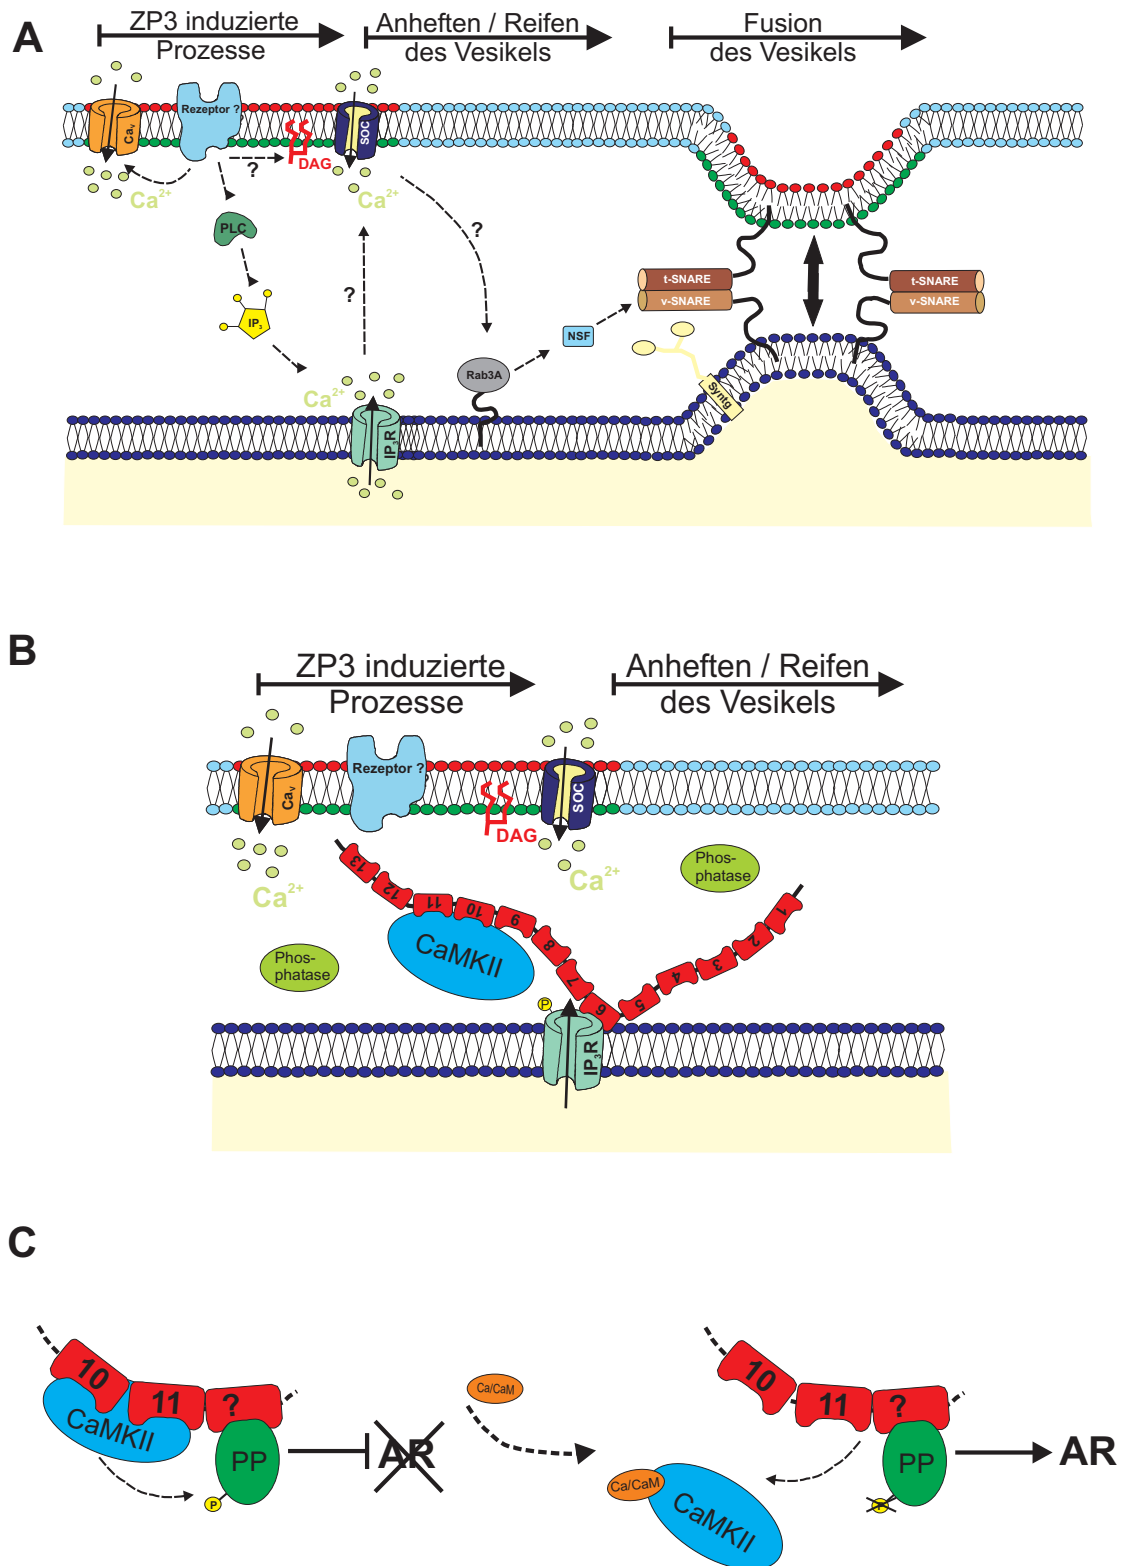 A
ZP3 induzierte
Prozesse
Anheften / Reifen
des Vesikels
Fusion
des Vesikels
Cav
Rezeptor ?
SOC
DAG
?
Ca2+
Ca2+
PLC
?
?
IP3
t-SNARE
v-SNARE
t-SNARE
v-SNARE
NSF
Rab3A
Syntg
Ca2+
IP3R
B
ZP3 induzierte
Prozesse
Anheften / Reifen
des Vesikels
Cav
Rezeptor ?
SOC
DAG
Ca2+
Ca2+
Phos-
phatase
13
12
11
10
9
8
7
6
5
4
3
2
1
CaMKII
Phos-
phatase
P
IP3R
C
10
11
?
CaMKII
PP
P
AR
Ca/CaM
10
11
?
PP
P
AR
Ca/CaM
CaMKII